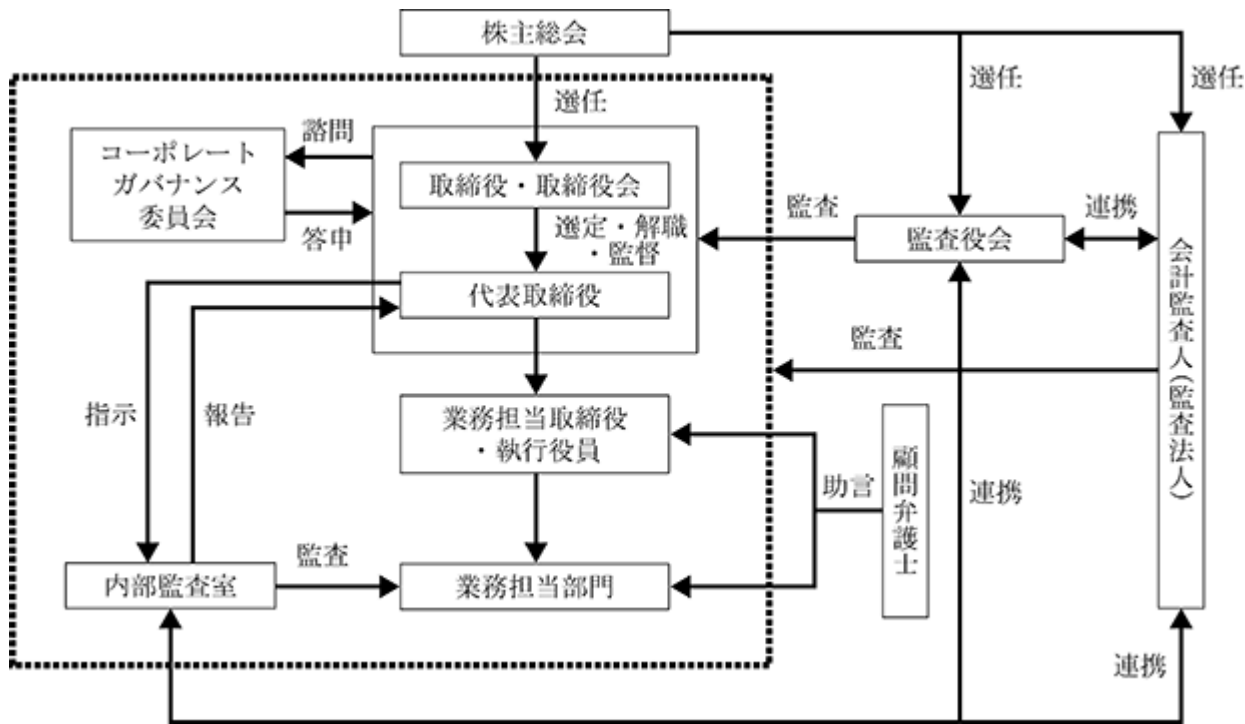 株主総会
選任
選任
選任
諮問
コーポレート
ガバナンス
委員会
答申
取締役・取締役会
選定・解職
・監督
代表取締役
監査
監査役会
連携
会計監査人(監査法人)
監査
指示
報告
業務担当取締役
・執行役員
助言
顧問弁護士
連携
内部監査室
監査
業務担当部門
連携